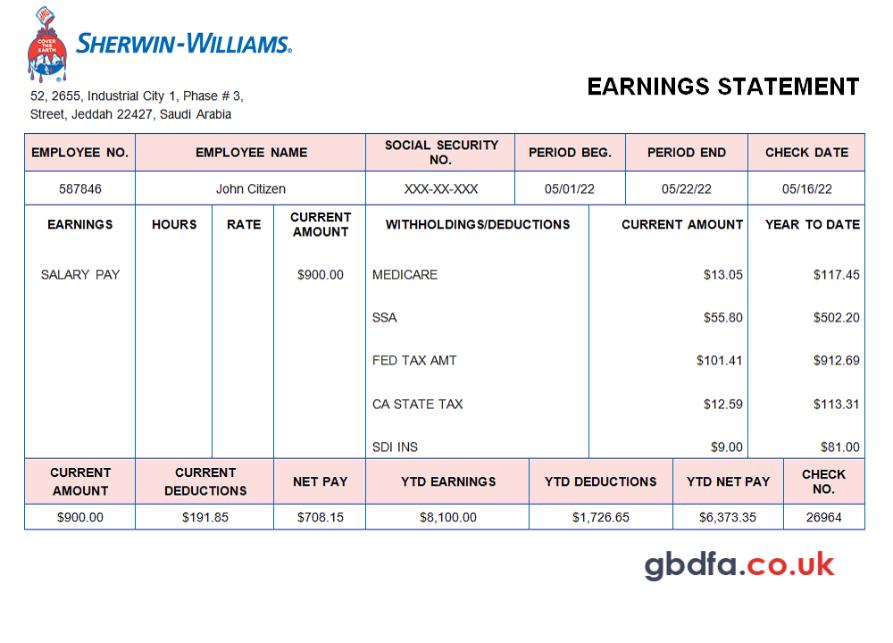 COVER
THE
EARTH
SHERWIN-WILLIAMS.
52, 2655, Industrial City 1, Phase # 3,
Street, Jeddah 22427, Saudi Arabia
EARNINGS STATEMENT
EMPLOYEE NO. EMPLOYEE NAME SOCIAL SECURITY NO. PERIOD BEG. PERIOD END CHECK DATE
587846 John Citizen XXX-XX-XXX 05/01/22 05/22/22 05/16/22
EARNINGS HOURS RATE CURRENT AMOUNT WITHHOLDINGS/DEDUCTIONS CURRENT AMOUNT YEAR TO DATE
SALARY PAY $900.00 MEDICARE $13.05 $117.45
SSA $55.80 $502.20
FED TAX AMT $101.41 $912.69
CA STATE TAX $12.59 $113.31
SDI INS $9.00 $81.00
CURRENT AMOUNT CURRENT DEDUCTIONS NET PAY YTD EARNINGS YTD DEDUCTIONS YTD NET PAY CHECK NO.
$900.00 $191.85 $708.15 $8,100.00 $1,726.65 $6,373.35 26964
gbdfa.co.uk